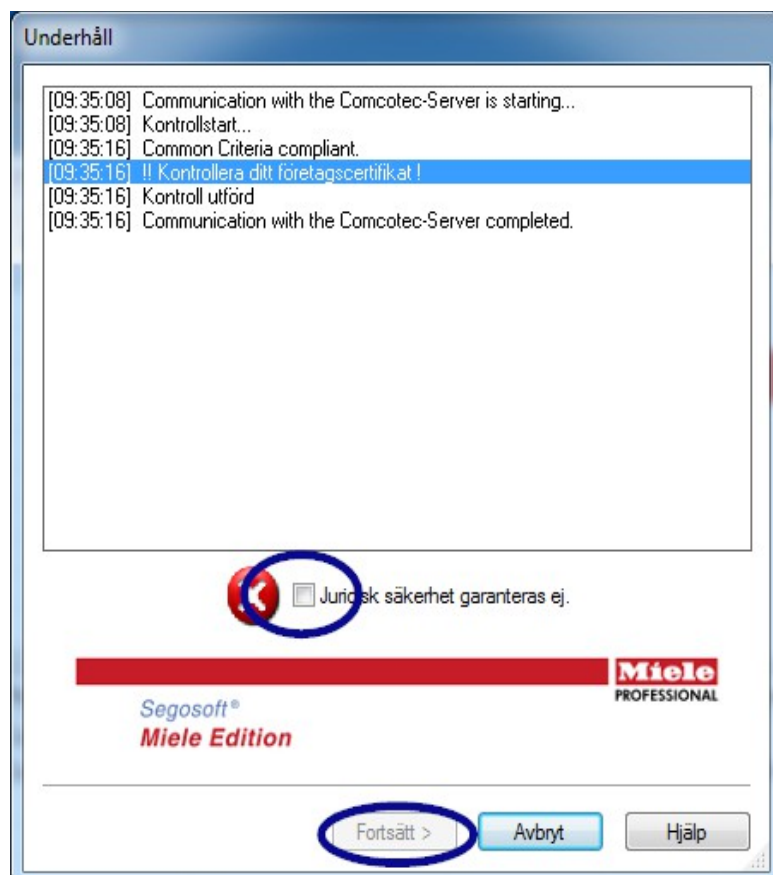 Underhåll
[09:35:08] Communication with the Comcotec-Server is starting...
[09:35:08] Kontrollstart...
[09:35:16] Common Criteria compliant.
[09:35:16] !! Kontrollera ditt företagscertifikat !
[09:35:16] Kontroll utförd
[09:35:16] Communication with the Comcotec-Server completed.
Juridisk säkerhet garanteras ej.
Miele
PROFESSIONAL
Segosoft®
Miele Edition
Fortsätt > Avbryt Hjälp